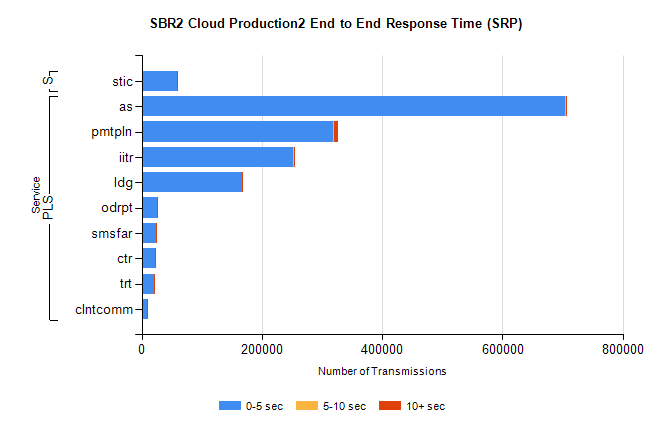 SBR2 Cloud Production2 End to End Response Time (SRP)
S
stic
as
pmtpln
iitr
ldg
Service
PLS
odrpt
smsfar
ctr
trt
clntcomm
0
200000
400000
600000
800000
Number of Transmissions
0-5 sec
5-10 sec
10+ sec